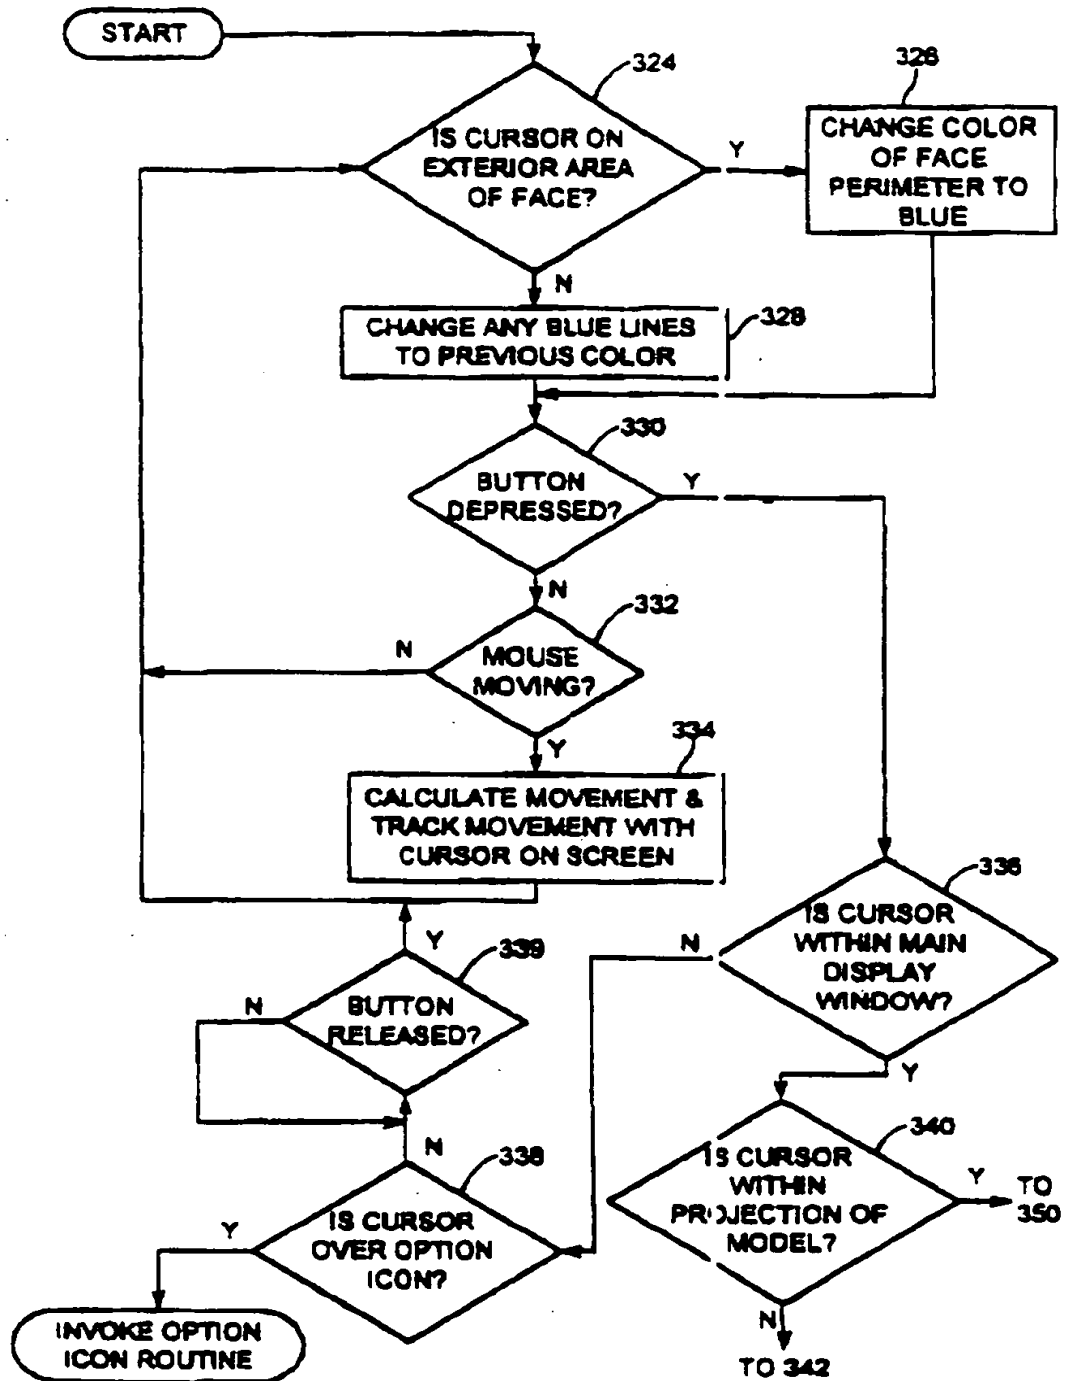 START
324
IS CURSOR ON
EXTERIOR AREA
OF FACE?
Y
326
CHANGE COLOR
OF FACE
PERIMETER TO
BLUE
N
CHANGE ANY BLUE LINES
TO PREVIOUS COLOR
328
330
BUTTON
DEPRESSED?
Y
N
332
MOUSE
MOVING?
N
Y
334
CALCULATE MOVEMENT &
TRACK MOVEMENT WITH
CURSOR ON SCREEN
336
IS CURSOR
WITHIN MAIN
DISPLAY
WINDOW?
N
Y
Y
339
BUTTON
RELEASED?
N
N
338
IS CURSOR
OVER OPTION
ICON?
Y
340
IS CURSOR
WITHIN
PROJECTION OF
MODEL?
Y
TO
350
N
TO 342
INVOKE OPTION
ICON ROUTINE